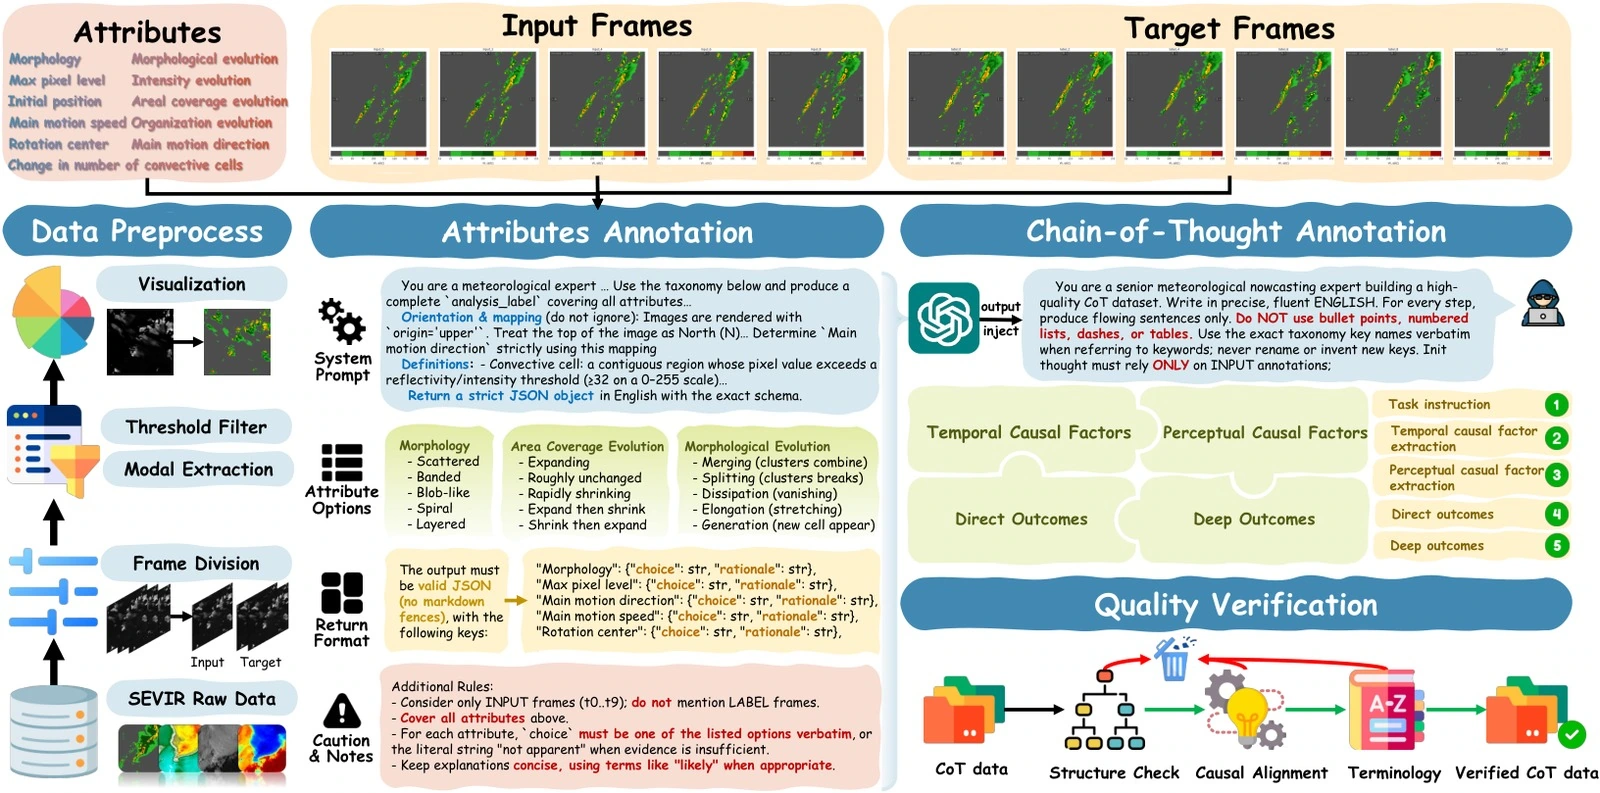 Attributes
Morphology
Morphological evolution
Max pixel level
Intensity evolution
Initial position
Areal coverage evolution
Main motion speed
Organization evolution
Rotation center
Main motion direction
Change in number of convective cells
Input Frames
Target Frames
Data Preprocess
Visualization
Threshold Filter
Modal Extraction
Frame Division
Input
Target
SEVIR Raw Data
Attributes Annotation
System
Prompt
You are a meteorological expert ... Use the taxonomy below and produce a
complete `analysis_label` covering all attributes...
Orientation & mapping (do not ignore): Images are rendered with
`origin='upper'`. Treat the top of the image as North (N)... Determine `Main
motion direction` strictly using this mapping
Definitions: - Convective cell: a contiguous region whose pixel value exceeds a
reflectivity/intensity threshold (≥32 on a 0-255 scale)...
Return a strict JSON object in English with the exact schema.
Attribute
Options
Morphology
- Scattered
- Banded
- Blob-like
- Spiral
- Layered
Area Coverage Evolution
- Expanding
- Roughly unchanged
- Rapidly shrinking
- Expand then shrink
- Shrink then expand
Morphological Evolution
- Merging (clusters combine)
- Splitting (clusters breaks)
- Dissipation (vanishing)
- Elongation (stretching)
- Generation (new cell appear)
Return
Format
The output must
be valid JSON
(no markdown
fences), with the
following keys:
"Morphology": {"choice": str, "rationale": str},
"Max pixel level": {"choice": str, "rationale": str},
"Main motion direction": {"choice": str, "rationale": str},
"Main motion speed": {"choice": str, "rationale": str},
"Rotation center": {"choice": str, "rationale": str},
Caution
& Notes
Additional Rules:
- Consider only INPUT frames (t0..t9); do not mention LABEL frames.
- Cover all attributes above.
- For each attribute, `choice` must be one of the listed options verbatim, or
the literal string "not apparent" when evidence is insufficient.
- Keep explanations concise, using terms like "likely" when appropriate.
Chain-of-Thought Annotation
output
inject
You are a senior meteorological nowcasting expert building a high-
quality CoT dataset. Write in precise, fluent ENGLISH. For every step,
produce flowing sentences only. Do NOT use bullet points, numbered
lists, dashes, or tables. Use the exact taxonomy key names verbatim
when referring to keywords; never rename or invent new keys. Init
thought must rely ONLY on INPUT annotations;
Temporal Causal Factors
Perceptual Causal Factors
Direct Outcomes
Deep Outcomes
Task instruction 1
Temporal causal factor
extraction 2
Perceptual casual factor
extraction 3
Direct outcomes 4
Deep outcomes 5
Quality Verification
A-Z
CoT data
Structure Check
Causal Alignment
Terminology
Verified CoT data